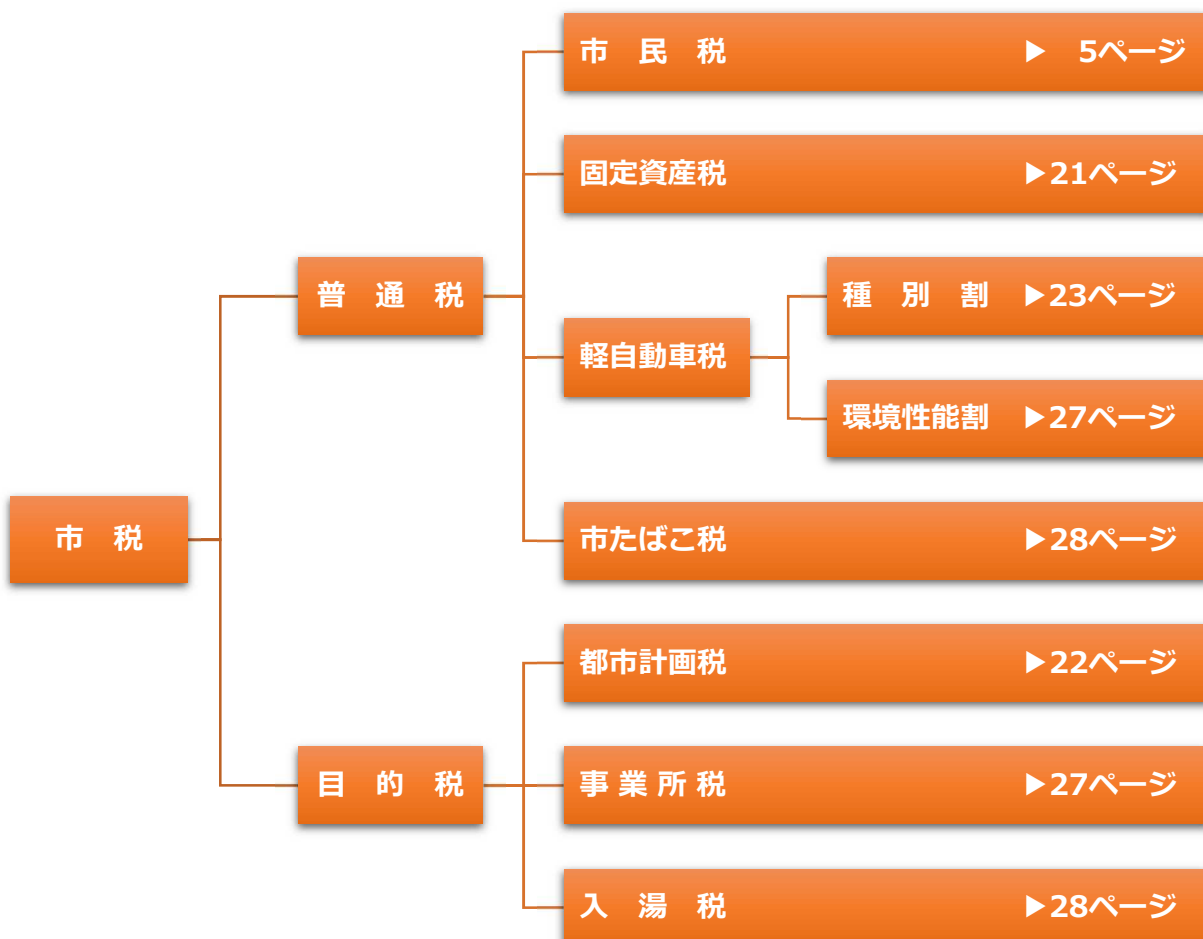 市　民　税　▶　5ページ
固定資産税　▶21ページ
普　通　税
種　別　割　▶23ページ
軽自動車税
環境性能割　▶27ページ
市　税
市たばこ税　▶28ページ
都市計画税　▶22ページ
目　的　税
事 業 所 税　▶27ページ
入　湯　税　▶28ページ